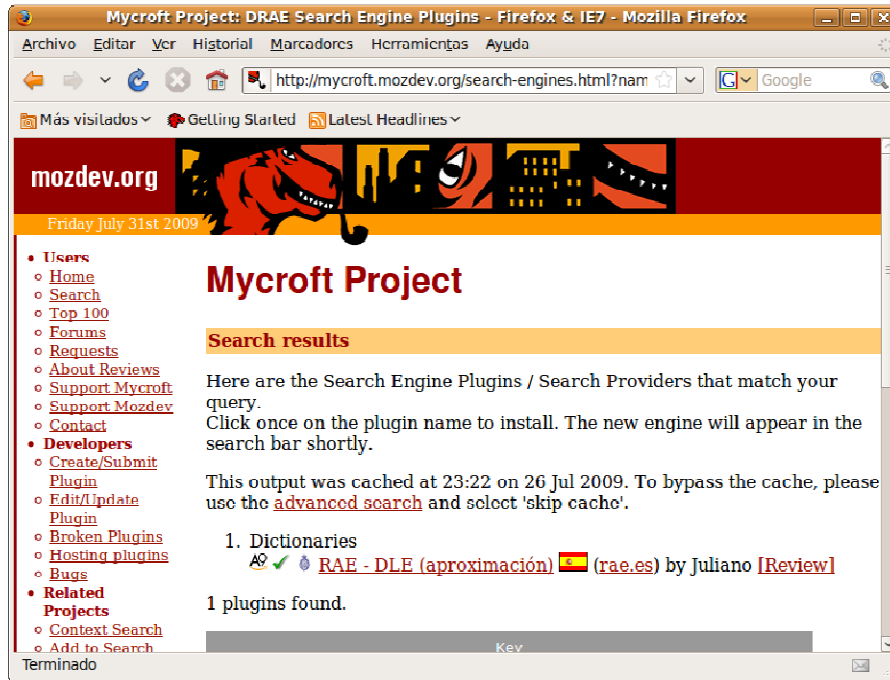 Mycroft Project: DRAE Search Engine Plugins - Firefox & IE7 - Mozilla Firefox
Archivo Editar Ver Historial Marcadores Herramientas Ayuda
http://mycroft.mozdev.org/search-engines.html?nam
G Google
Más visitados Getting Started Latest Headlines
mozdev.org
Friday July 31st 2009
Users
Home
Search
Top 100
Forums
Requests
About Reviews
Support Mycroft
Support Mozdev
Contact
Developers
Create/Submit
Plugin
Edit/Update
Plugin
Broken Plugins
Hosting plugins
Bugs
Related
Projects
Context Search
Add to Search
Mycroft Project
Search results
Here are the Search Engine Plugins / Search Providers that match your
query.
Click once on the plugin name to install. The new engine will appear in the
search bar shortly.
This output was cached at 23:22 on 26 Jul 2009. To bypass the cache, please
use the advanced search and select 'skip cache'.
1. Dictionaries
A9 RAE - DLE (aproximación) (rae.es) by Juliano [Review]
1 plugins found.
Key
Terminado